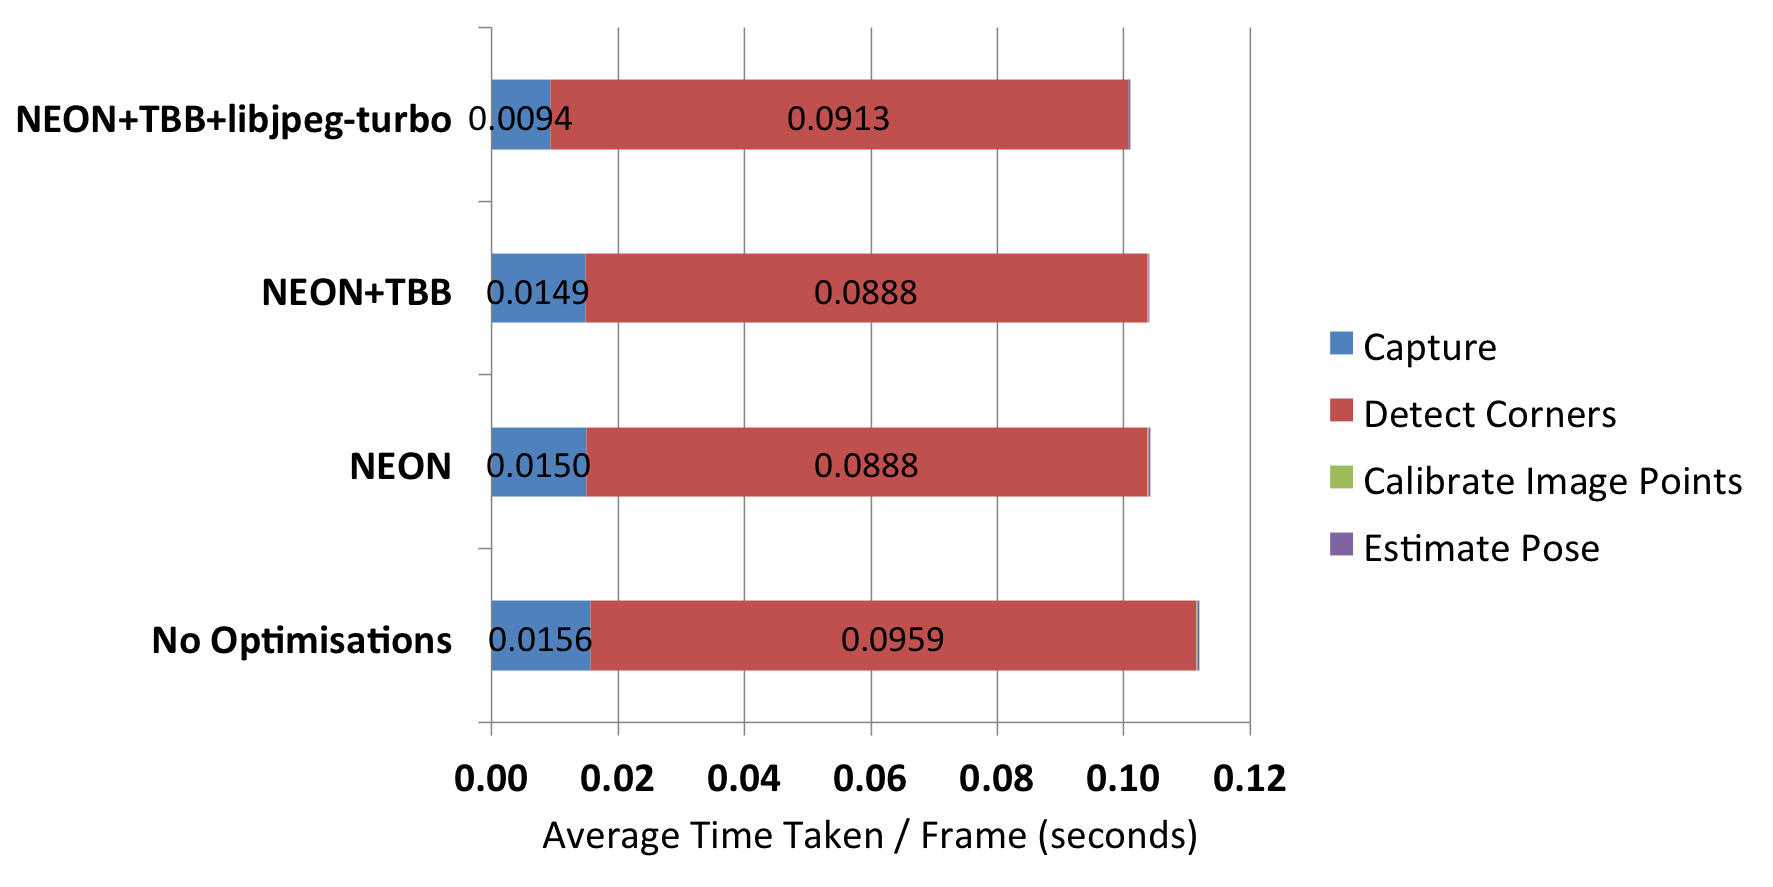 NEON+TBB+libjpeg-turbo 0.0094 0.0913
NEON+TBB 0.0149 0.0888
NEON 0.0150 0.0888
No Optimisations 0.0156 0.0959
0.00 0.02 0.04 0.06 0.08 0.10 0.12
Average Time Taken / Frame (seconds)
Capture
Detect Corners
Calibrate Image Points
Estimate Pose